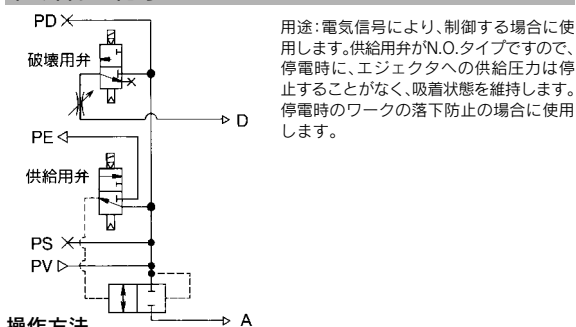 PD
破壊用弁
D
PE
供給用弁
PS
PV
A
操作方法
用途：電気信号により、制御する場合に使
用します。供給用弁がN.O.タイプですので、
停電時に、エジェクタへの供給圧力は停
止することがなく、吸着状態を維持します。
停電時のワークの落下防止の場合に使用
します。